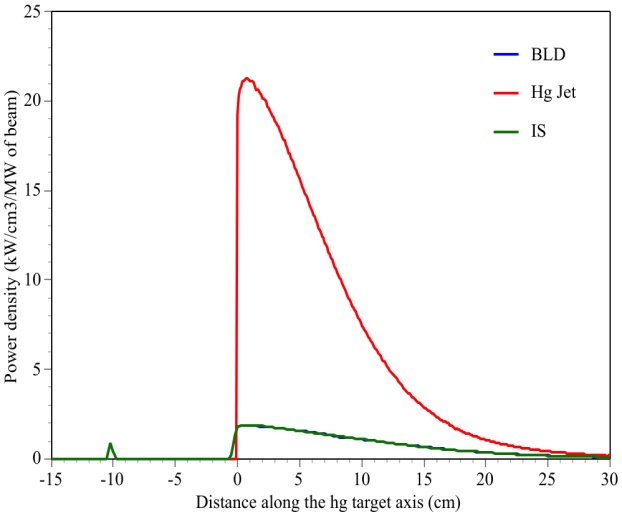 25
20
15
10
5
0
Power density (kW/cm3/MW of beam)
BLD
Hg Jet
IS
-15 -10 -5 0 5 10 15 20 25 30
Distance along the hg target axis (cm)